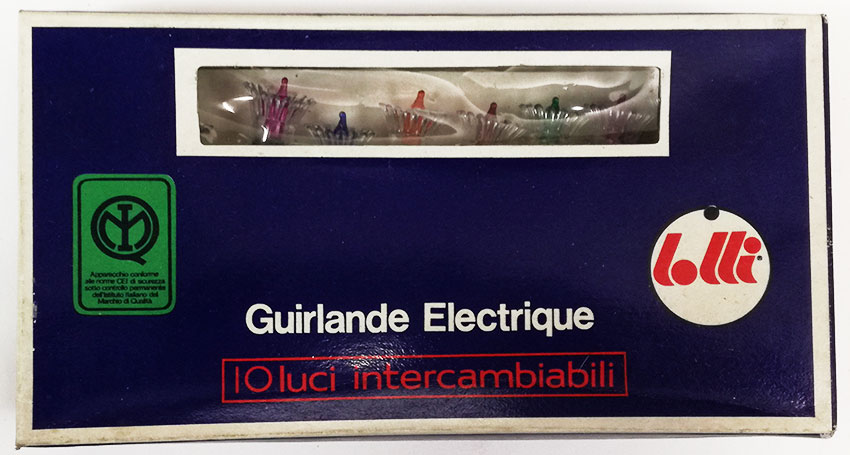 IMQ
Apparecchio conforme
alle norme CEI di sicurezza
sotto controllo permanente
dell'Istituto Italiano del
Marchio di Qualità
lolli®
Guirlande Electrique
10 luci intercambiabili